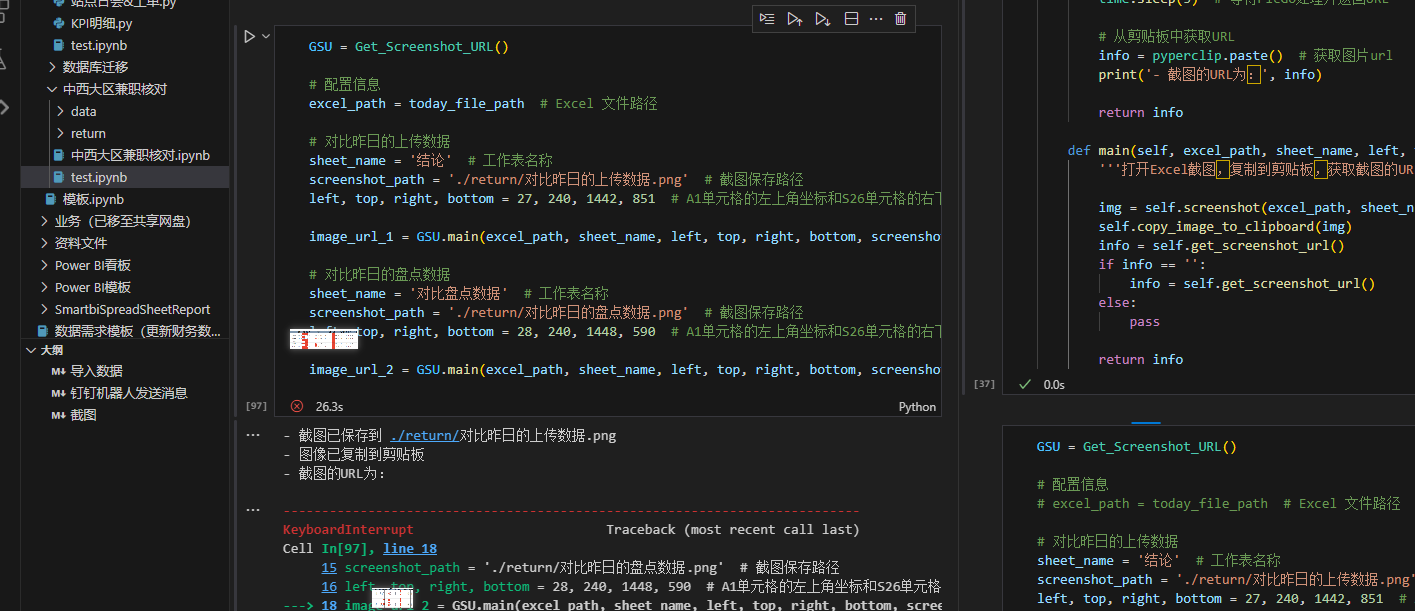 站点日会&工单.py
KPI明细.py
test.ipynb
数据库迁移
中西大区兼职核对
data
return
中西大区兼职核对.ipynb
test.ipynb
模板.ipynb
业务（已移至共享网盘）
资料文件
Power BI看板
Power BI模板
SmartbiSpreadSheetReport
数据需求模板（更新财务数...
大纲
M↓ 导入数据
M↓ 钉钉机器人发送消息
M↓ 截图
GSU = Get_Screenshot_URL()
# 配置信息
excel_path = today_file_path  # Excel 文件路径
# 对比昨日的上传数据
sheet_name = '结论'  # 工作表名称
screenshot_path = './return/对比昨日的上传数据.png'  # 截图保存路径
left, top, right, bottom = 27, 240, 1442, 851  # A1单元格的左上角坐标和S26单元格的右下
image_url_1 = GSU.main(excel_path, sheet_name, left, top, right, bottom, screensho
# 对比昨日的盘点数据
sheet_name = '对比盘点数据'  # 工作表名称
screenshot_path = './return/对比昨日的盘点数据.png'  # 截图保存路径
top, right, bottom = 28, 240, 1448, 590  # A1单元格的左上角坐标和S26单元格的右下
image_url_2 = GSU.main(excel_path, sheet_name, left, top, right, bottom, screensho
[97]
26.3s
Python
- 截图已保存到 ./return/对比昨日的上传数据.png
- 图像已复制到剪贴板
- 截图的URL为：
---------------------------------------------------------------------------
KeyboardInterrupt                         Traceback (most recent call last)
Cell In[97], line 18
15 screenshot_path = './return/对比昨日的盘点数据.png'  # 截图保存路径
16 left, top, right, bottom = 28, 240, 1448, 590  # A1单元格的左上角坐标和S26单元格
---> 18 2 = GSU.main(excel_path, sheet_name, left, top, right, bottom, scree
time.sleep(5)  # 等待PicGo处理并返回URL
# 从剪贴板中获取URL
info = pyperclip.paste()  # 获取图片url
print('- 截图的URL为：', info)
return info
def main(self, excel_path, sheet_name, left,
'''打开Excel截图，复制到剪贴板，获取截图的UR
img = self.screenshot(excel_path, sheet_n
self.copy_image_to_clipboard(img)
info = self.get_screenshot_url()
if info == '':
info = self.get_screenshot_url()
else:
pass
return info
[37]
0.0s
GSU = Get_Screenshot_URL()
# 配置信息
# excel_path = today_file_path  # Excel 文件路径
# 对比昨日的上传数据
sheet_name = '结论'  # 工作表名称
screenshot_path = './return/对比昨日的上传数据.png'
left, top, right, bottom = 27, 240, 1442, 851  #